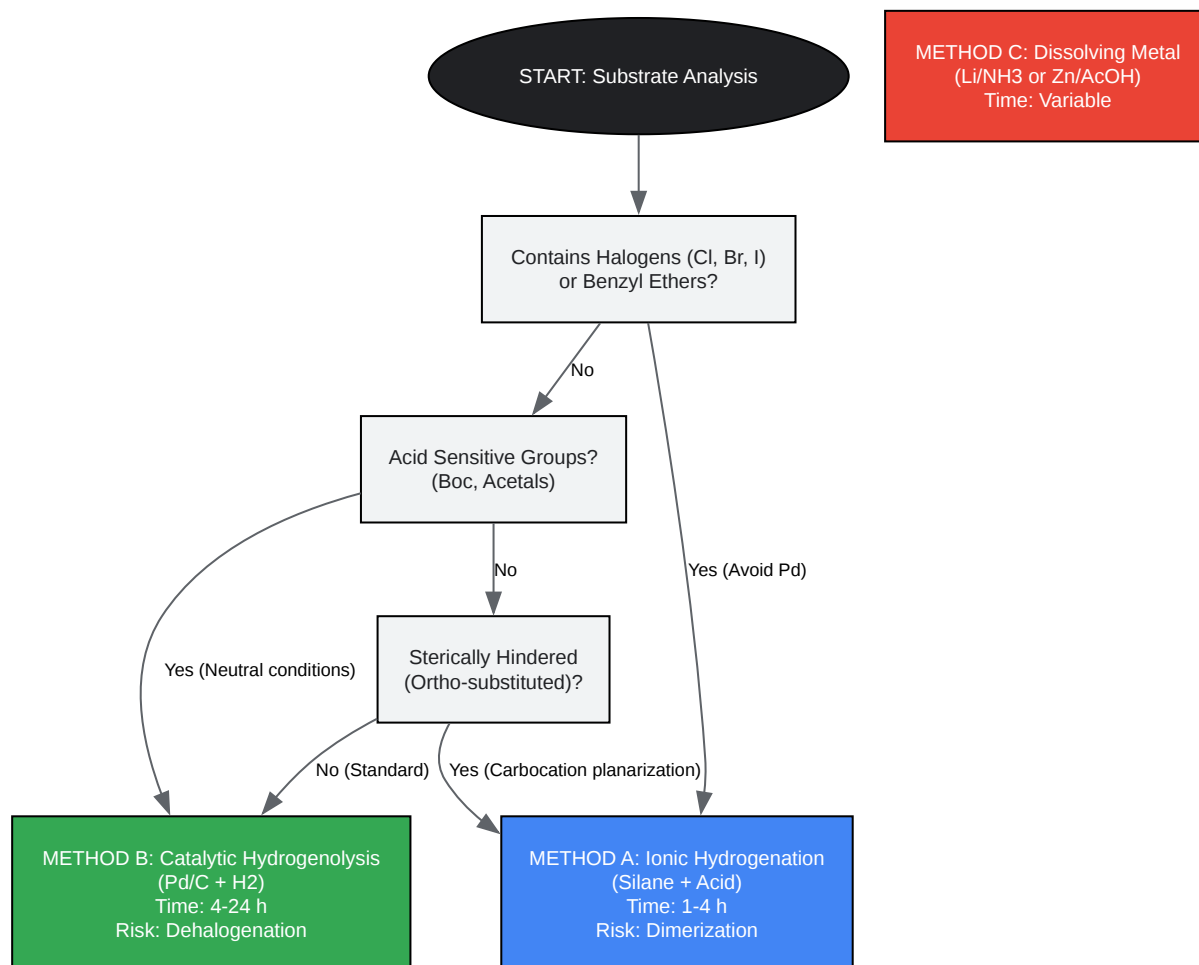 START: Substrate Analysis
METHOD C: Dissolving Metal
(Li/NH3 or Zn/AcOH)
Time: Variable
Contains Halogens (Cl, Br, I)
or Benzyl Ethers?
No
Acid Sensitive Groups?
(Boc, Acetals)
No
Yes (Avoid Pd)
Sterically Hindered
(Ortho-substituted)?
Yes (Neutral conditions)
No (Standard)
Yes (Carbocation planarization)
METHOD B: Catalytic Hydrogenolysis
(Pd/C + H2)
Time: 4-24 h
Risk: Dehalogenation
METHOD A: Ionic Hydrogenation
(Silane + Acid)
Time: 1-4 h
Risk: Dimerization